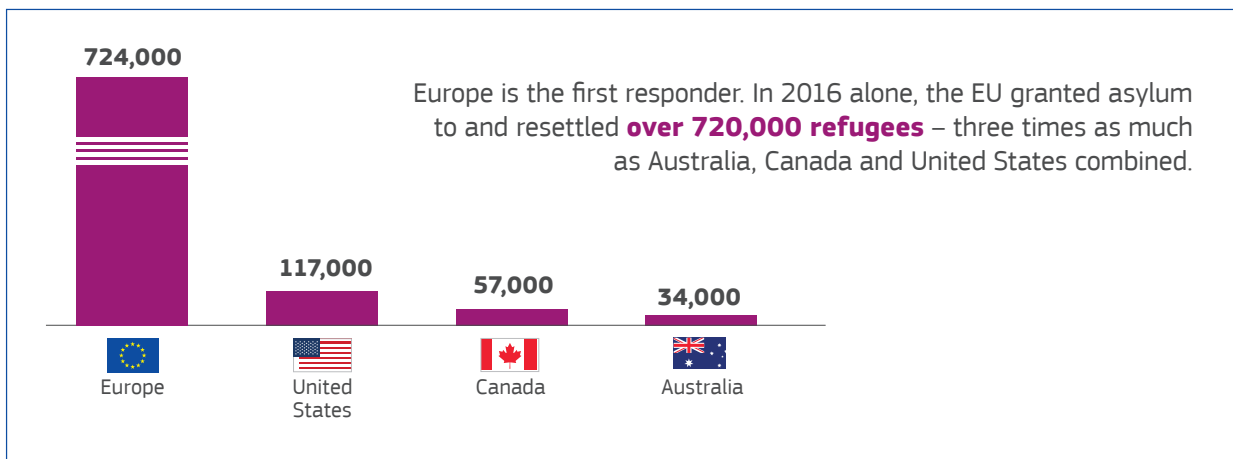 724,000
Europe is the first responder. In 2016 alone, the EU granted asylum
to and resettled over 720,000 refugees – three times as much
as Australia, Canada and United States combined.
117,000
57,000
34,000
Europe
United
States
Canada
Australia